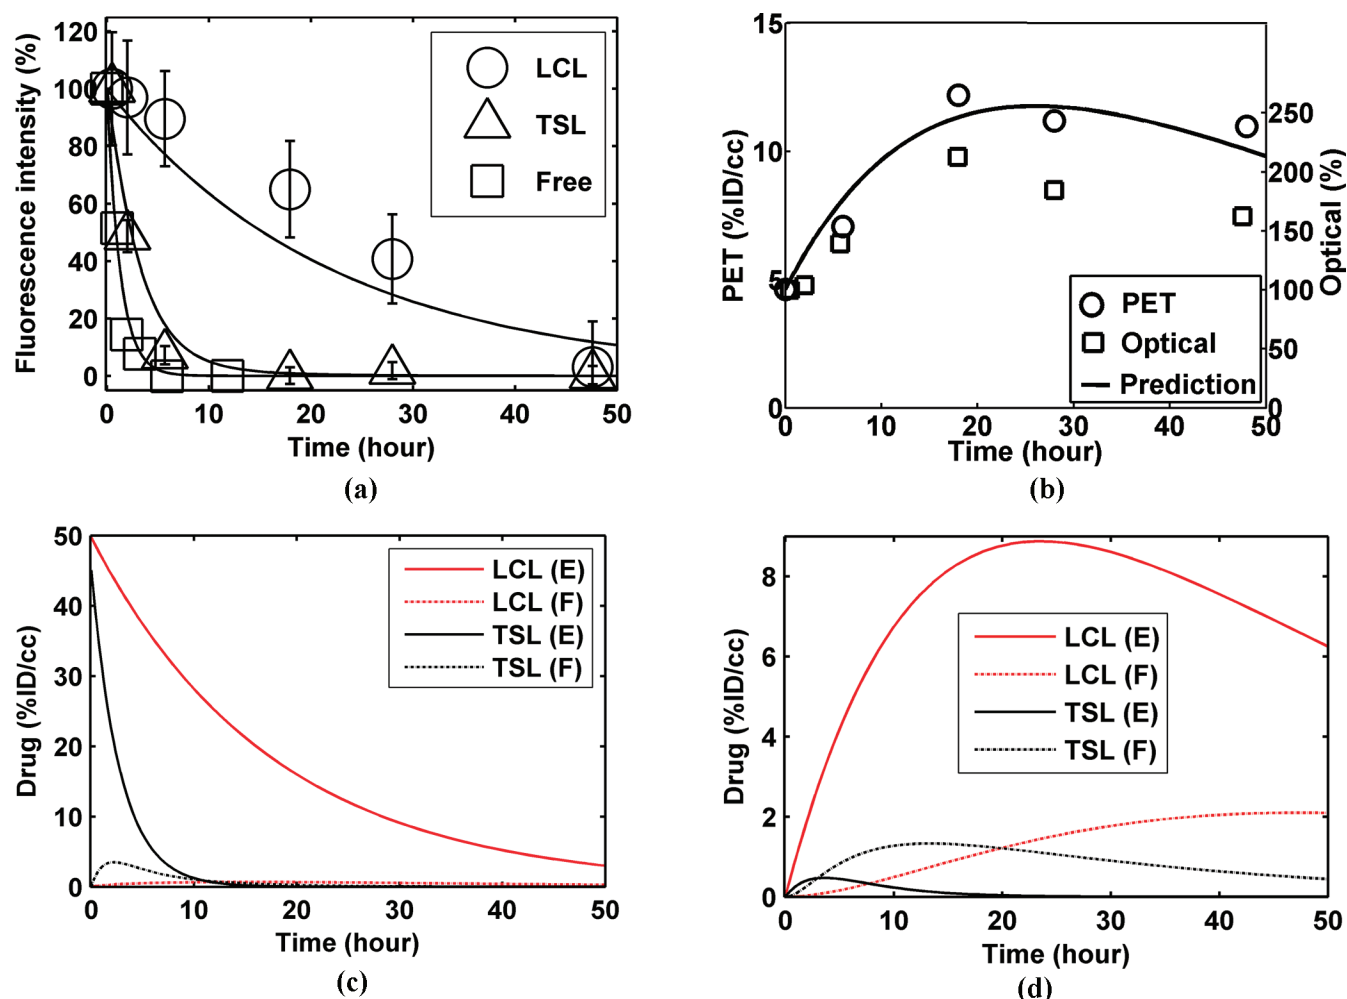 Fluorescence intensity (%)
120
100
80
60
40
20
0
LCL
TSL
Free
0 10 20 30 40 50
Time (hour)
(a)
PET (%ID/cc)
15
10
5
0
PET
Optical
Prediction
250
200
150
100
50
0
Optical (%)
0 10 20 30 40 50
Time (hour)
(b)
Drug (%ID/cc)
50
40
30
20
10
0
LCL (E)
LCL (F)
TSL (E)
TSL (F)
0 10 20 30 40 50
Time (hour)
(c)
Drug (%ID/cc)
8
6
4
2
0
LCL (E)
LCL (F)
TSL (E)
TSL (F)
0 10 20 30 40 50
Time (hour)
(d)